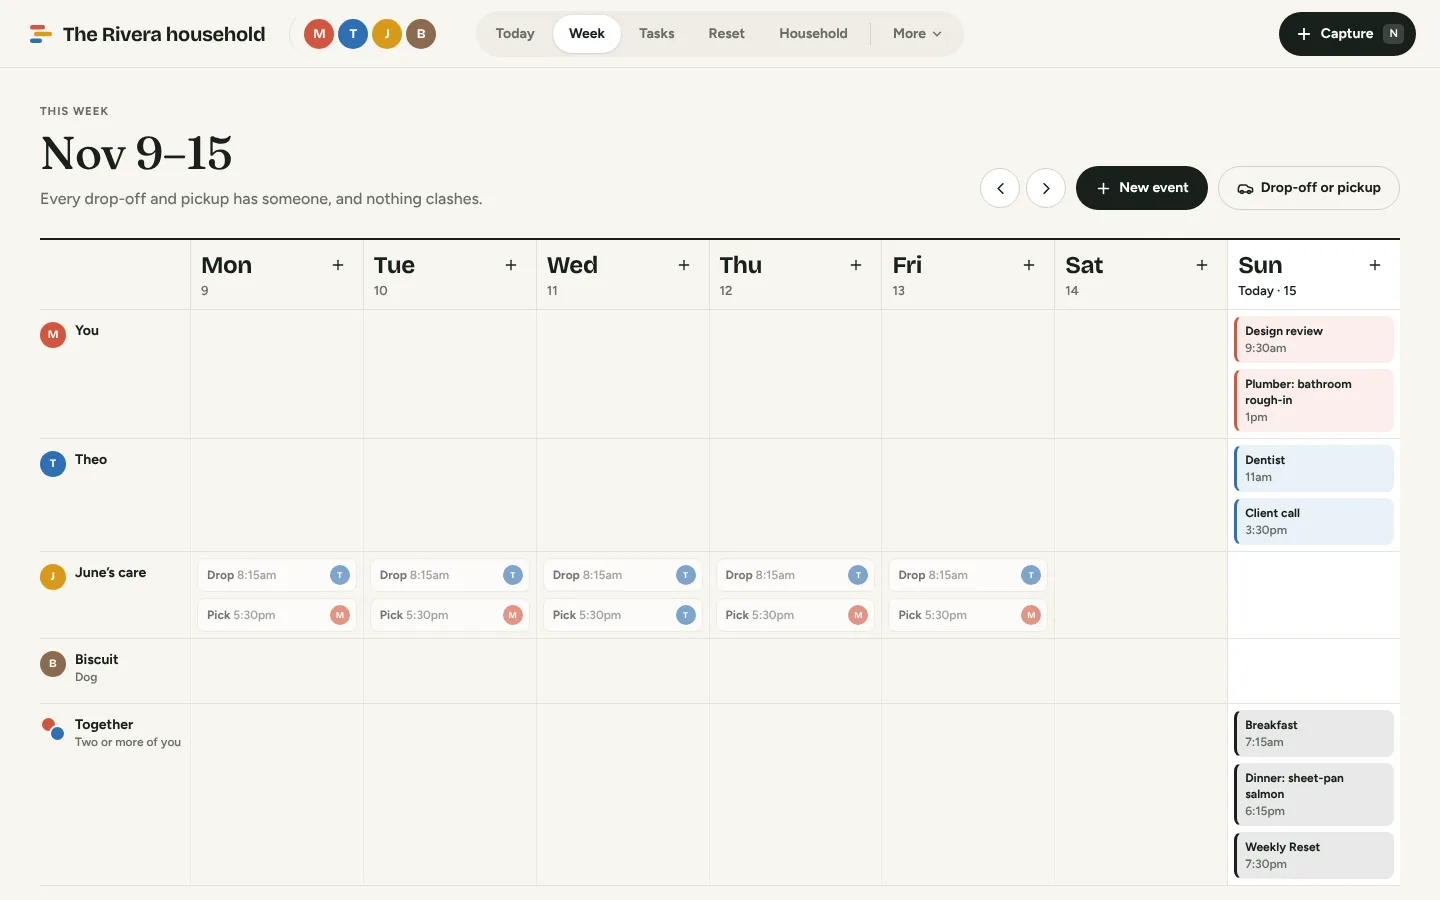 The Rivera household
M T J B
Today Week Tasks Reset Household More
+ Capture N
THIS WEEK
Nov 9–15
Every drop-off and pickup has someone, and nothing clashes.
+ New event
Drop-off or pickup
Mon + Tue + Wed + Thu + Fri + Sat + Sun +
9 10 11 12 13 14 Today · 15
M You
Design review
9:30am
Plumber: bathroom
rough-in
1pm
T Theo
Dentist
11am
Client call
3:30pm
J June’s care
Drop 8:15am T Drop 8:15am T Drop 8:15am T Drop 8:15am T Drop 8:15am T
Pick 5:30pm M Pick 5:30pm M Pick 5:30pm T Pick 5:30pm M Pick 5:30pm M
B Biscuit
Dog
Together
Two or more of you
Breakfast
7:15am
Dinner: sheet-pan
salmon
6:15pm
Weekly Reset
7:30pm